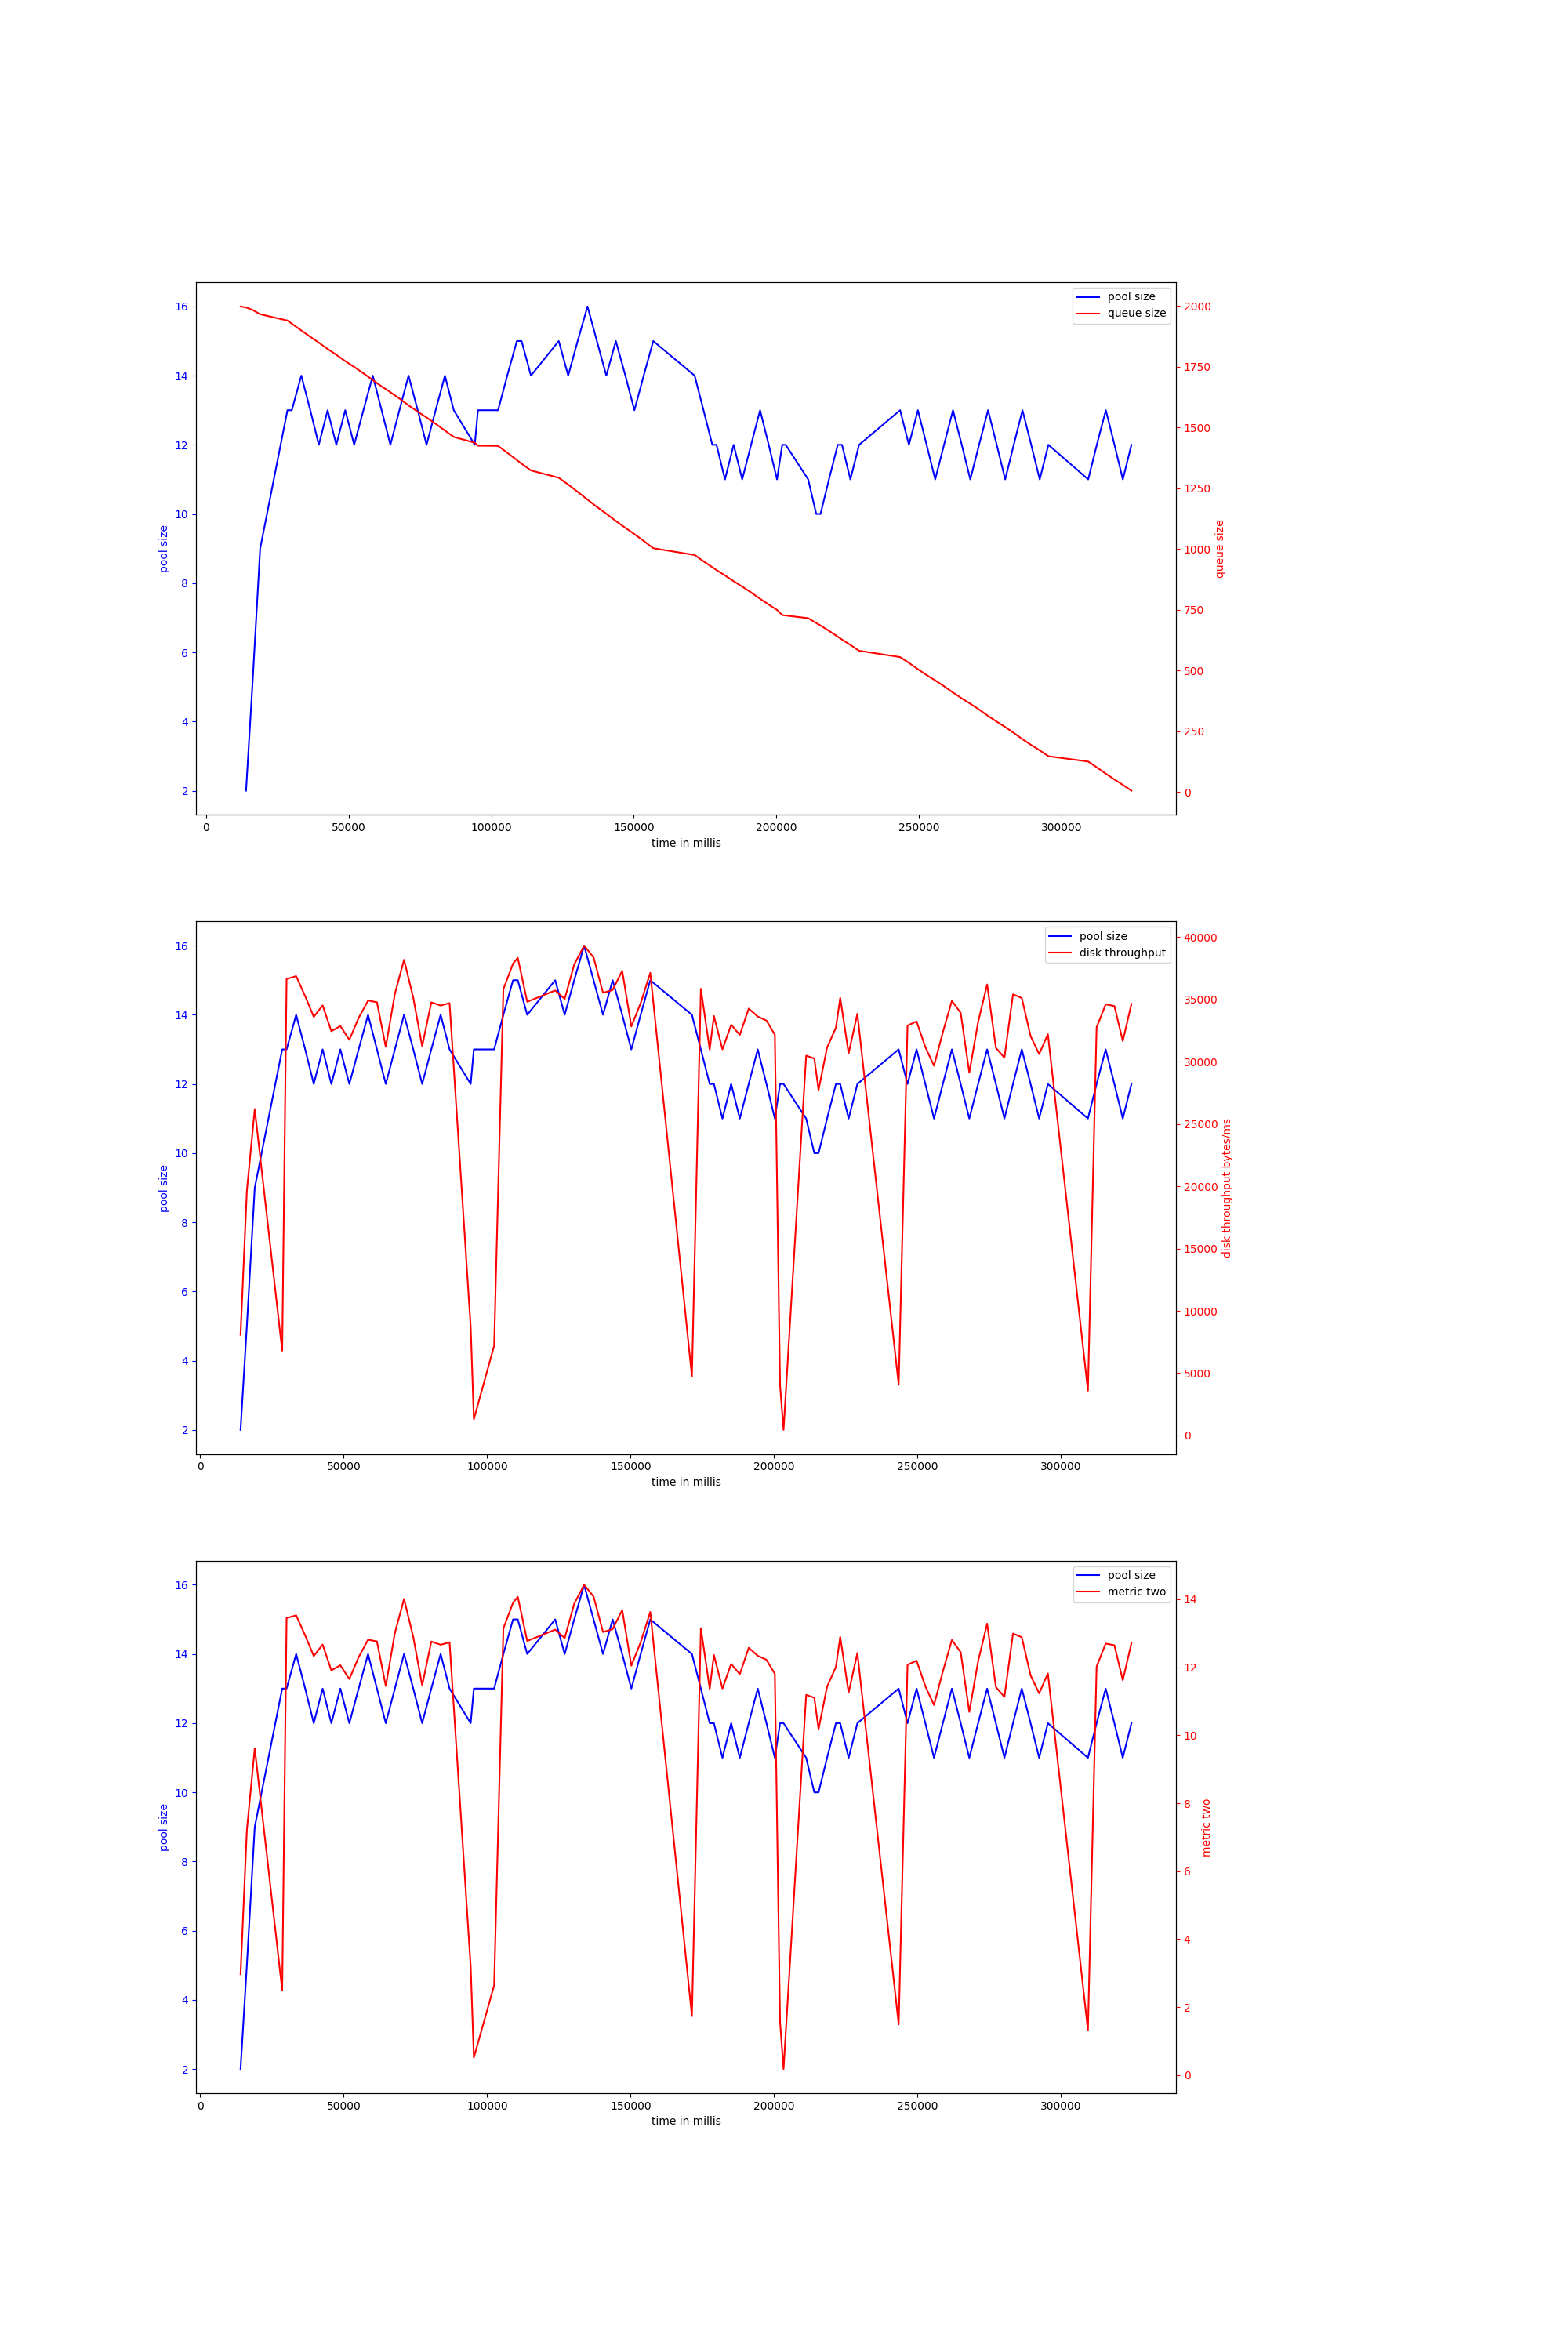 pool size
queue size
16
14
12
10
8
6
4
2
pool size
2000
1750
1500
1250
1000
750
500
250
0
queue size
0 50000 100000 150000 200000 250000 300000
time in millis
pool size
disk throughput
16
14
12
10
8
6
4
2
pool size
40000
35000
30000
25000
20000
15000
10000
5000
0
disk throughput bytes/ms
0 50000 100000 150000 200000 250000 300000
time in millis
pool size
metric two
16
14
12
10
8
6
4
2
pool size
14
12
10
8
6
4
2
0
metric two
0 50000 100000 150000 200000 250000 300000
time in millis